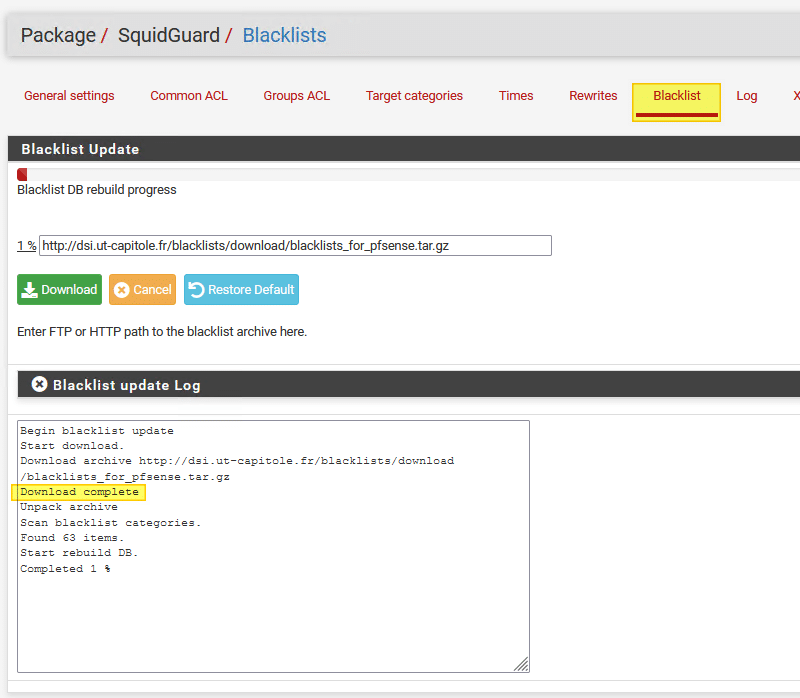 Package / SquidGuard / Blacklists
General settings Common ACL Groups ACL Target categories Times Rewrites Blacklist Log X
Blacklist Update
Blacklist DB rebuild progress
1 % http://dsi.ut-capitole.fr/blacklists/download/blacklists_for_pfsense.tar.gz
Download Cancel Restore Default
Enter FTP or HTTP path to the blacklist archive here.
Blacklist update Log
Begin blacklist update
Start download.
Download archive http://dsi.ut-capitole.fr/blacklists/download
/blacklists_for_pfsense.tar.gz
Download complete
Unpack archive
Scan blacklist categories.
Found 63 items.
Start rebuild DB.
Completed 1 %